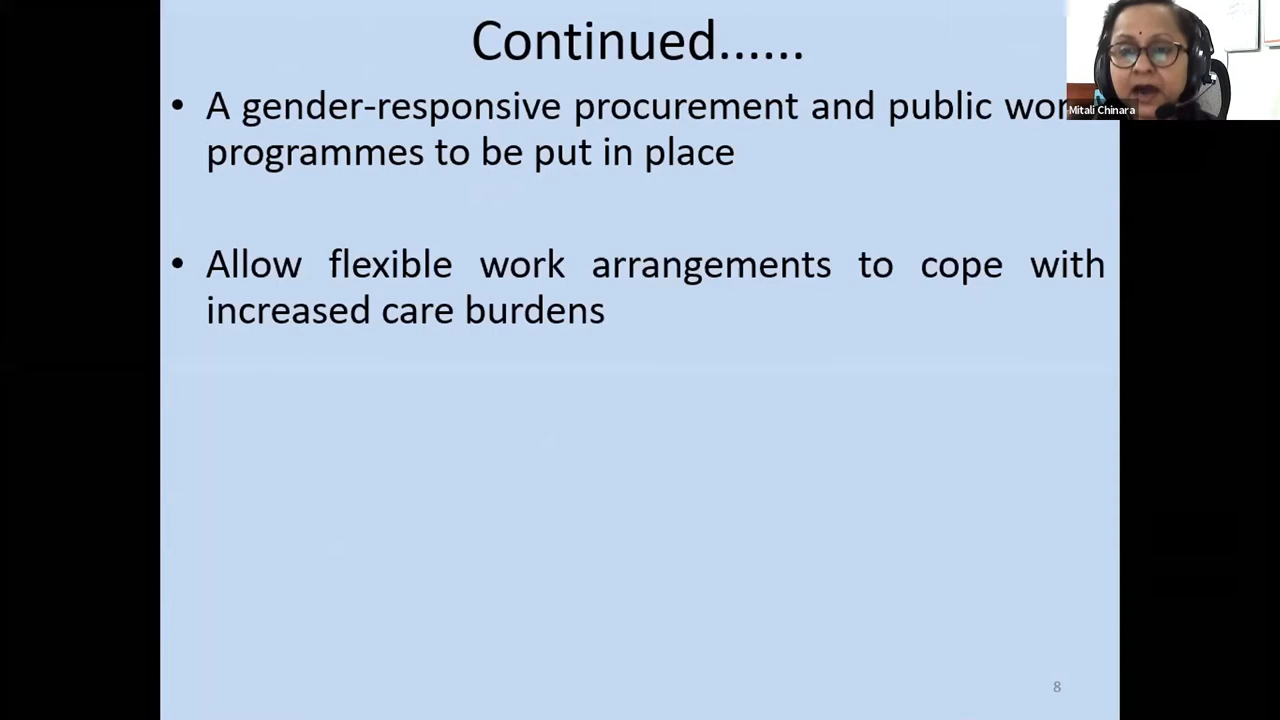 Continued......
• A gender-responsive procurement and public
programmes to be put in place
• Allow flexible work arrangements to cope with
increased care burdens
Mitali Chinara
8